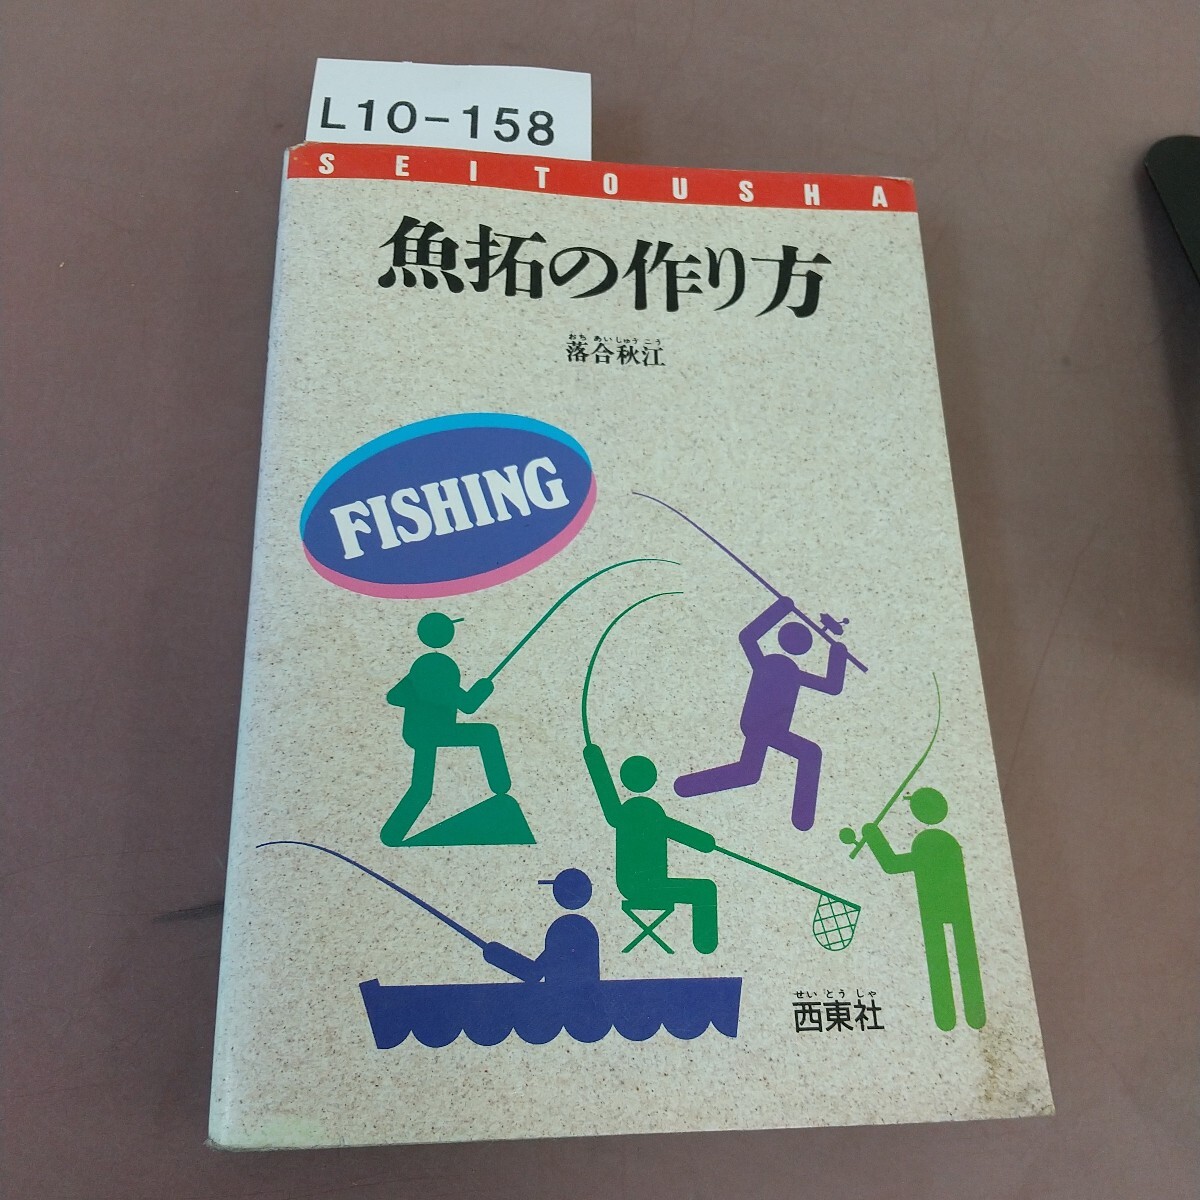 L10-158
SEITOUSHA
魚拓の作り方
おち あい しゅう こう
落合秋江
FISHING
せい とう しゃ
西東社